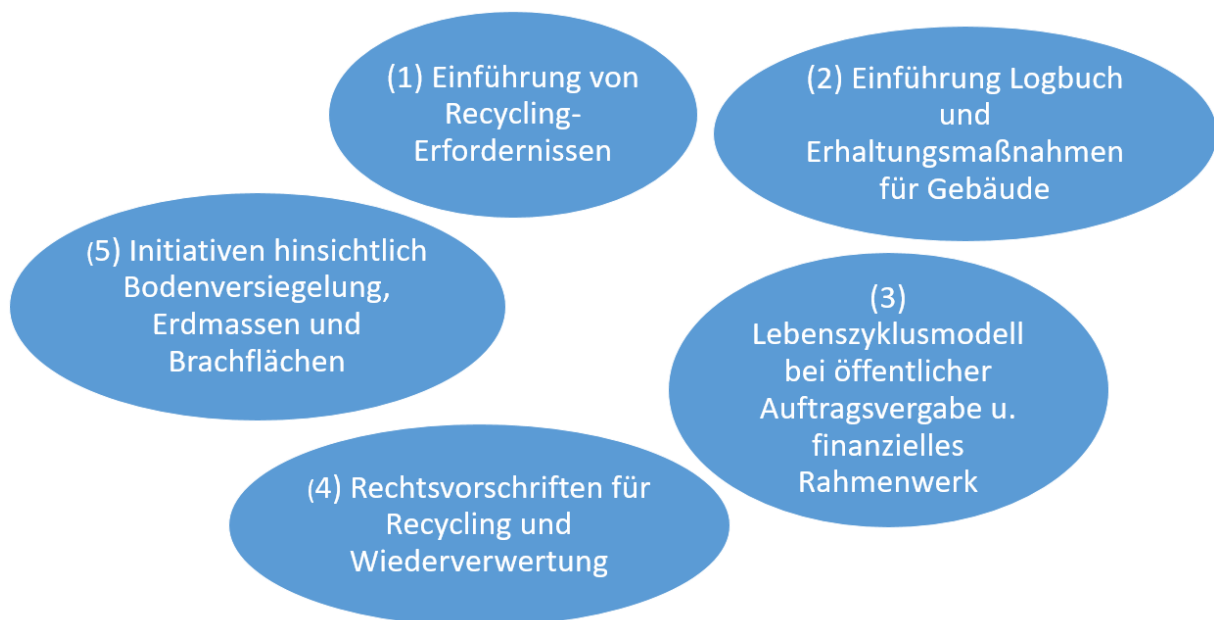 (1) Einführung von
Recycling-
Erfordernissen
(2) Einführung Logbuch
und
Erhaltungsmaßnahmen
für Gebäude
(3)
Lebenszyklusmodell
bei öffentlicher
Auftragsvergabe u.
finanzielles
Rahmenwerk
(4) Rechtsvorschriften für
Recycling und
Wiederverwertung
(5) Initiativen hinsichtlich
Bodenversiegelung,
Erdmassen und
Brachflächen